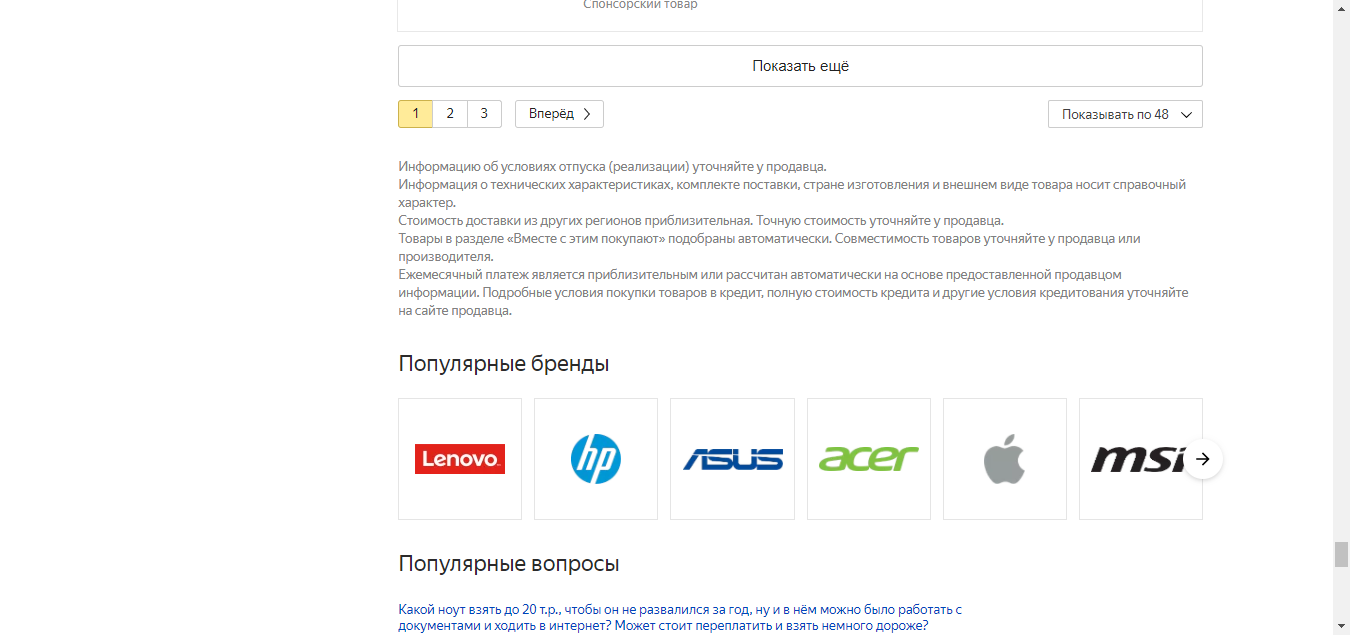 Спонсорский товар
Показать ещё
1 2 3 Вперёд Показывать по 48
Информацию об условиях отпуска (реализации) уточняйте у продавца.
Информация о технических характеристиках, комплекте поставки, стране изготовления и внешнем виде товара носит справочный
характер.
Стоимость доставки из других регионов приблизительная. Точную стоимость уточняйте у продавца.
Товары в разделе «Вместе с этим покупают» подобраны автоматически. Совместимость товаров уточняйте у продавца или
производителя.
Ежемесячный платеж является приблизительным или рассчитан автоматически на основе предоставленной продавцом
информации. Подробные условия покупки товаров в кредит, полную стоимость кредита и другие условия кредитования уточняйте
на сайте продавца.
Популярные бренды
Lenovo hp ASUS acer msi
Популярные вопросы
Какой ноут взять до 20 т.р., чтобы он не развалился за год, ну и в нём можно было работать с
документами и ходить в интернет? Может стоит переплатить и взять немного дороже?